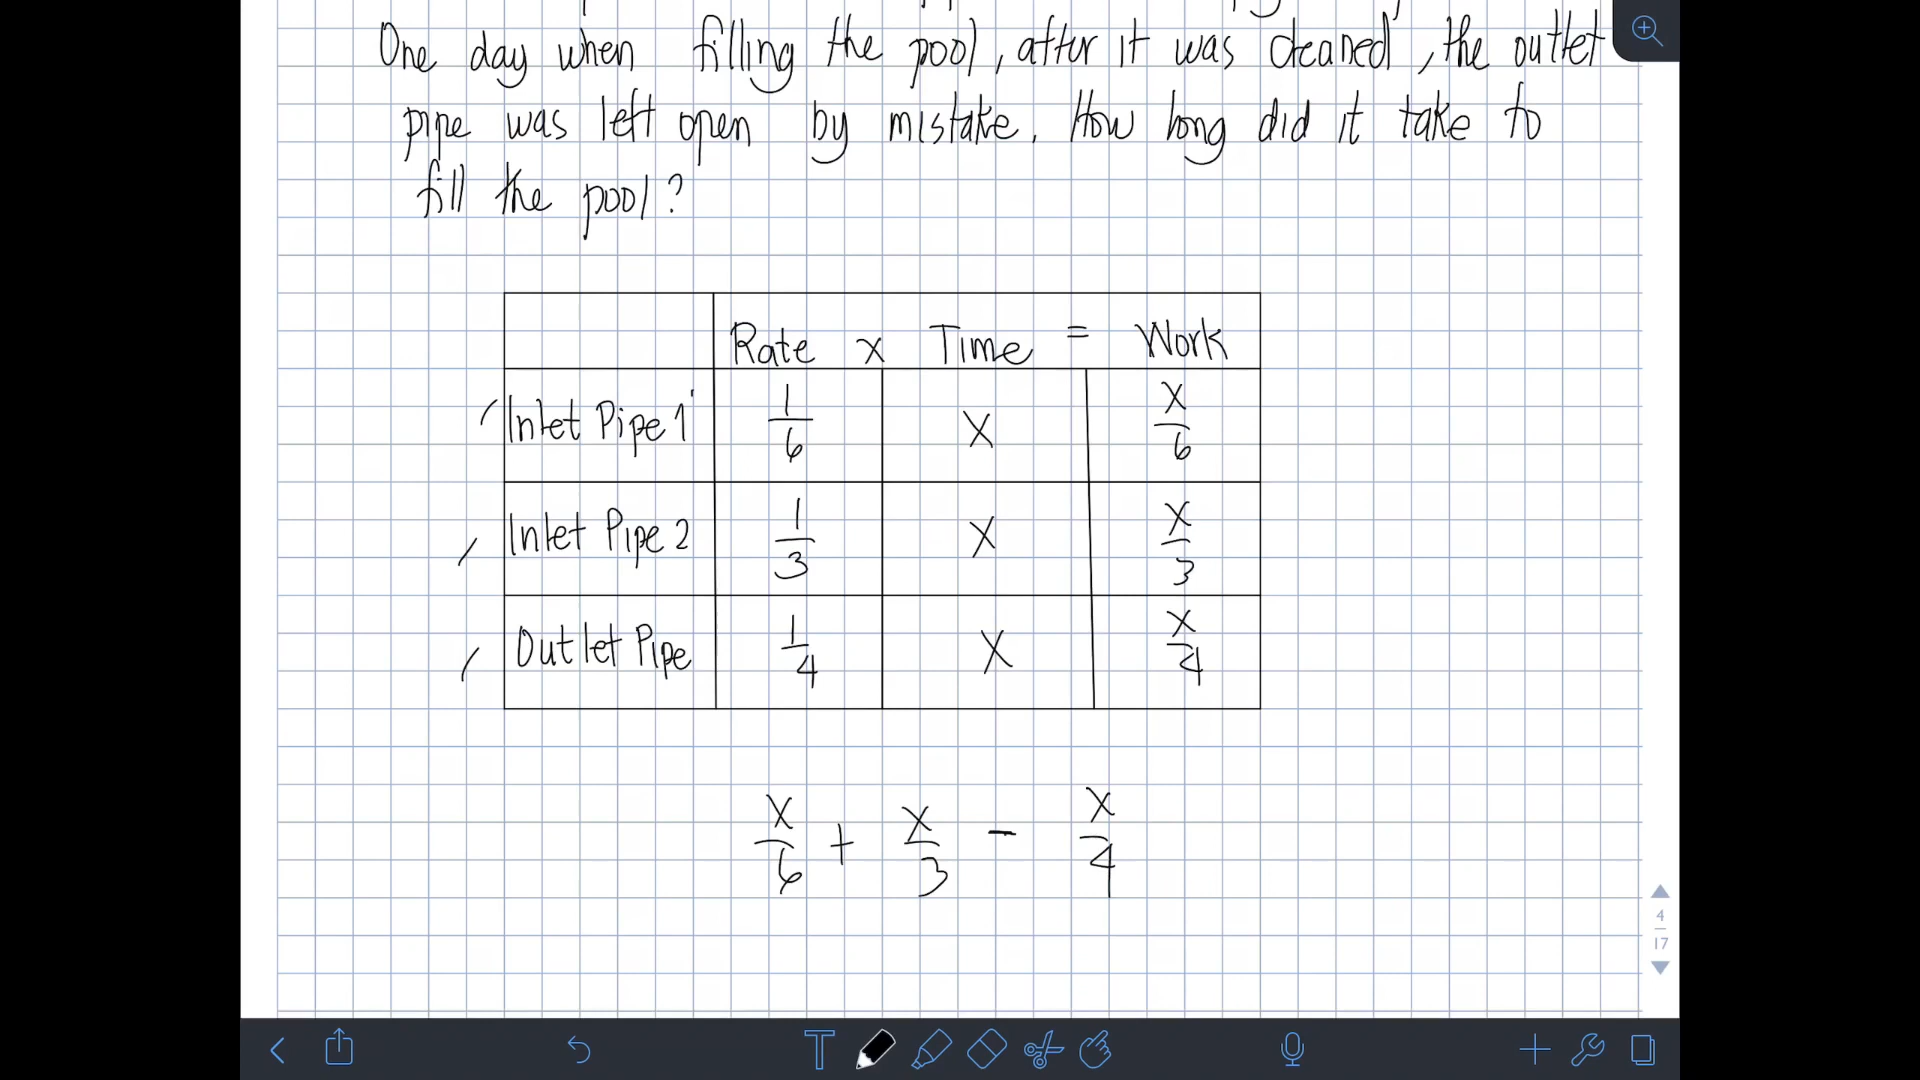 One day when filling the pool, after it was cleaned, the outlet
pipe was left open by mistake. How long did it take to
fill the pool?
Rate x Time = Work
Inlet Pipe 1 1/6 X X/6
Inlet Pipe 2 1/3 X X/3
Outlet Pipe 1/4 X X/4
X/6 + X/3 - X/4
4
17